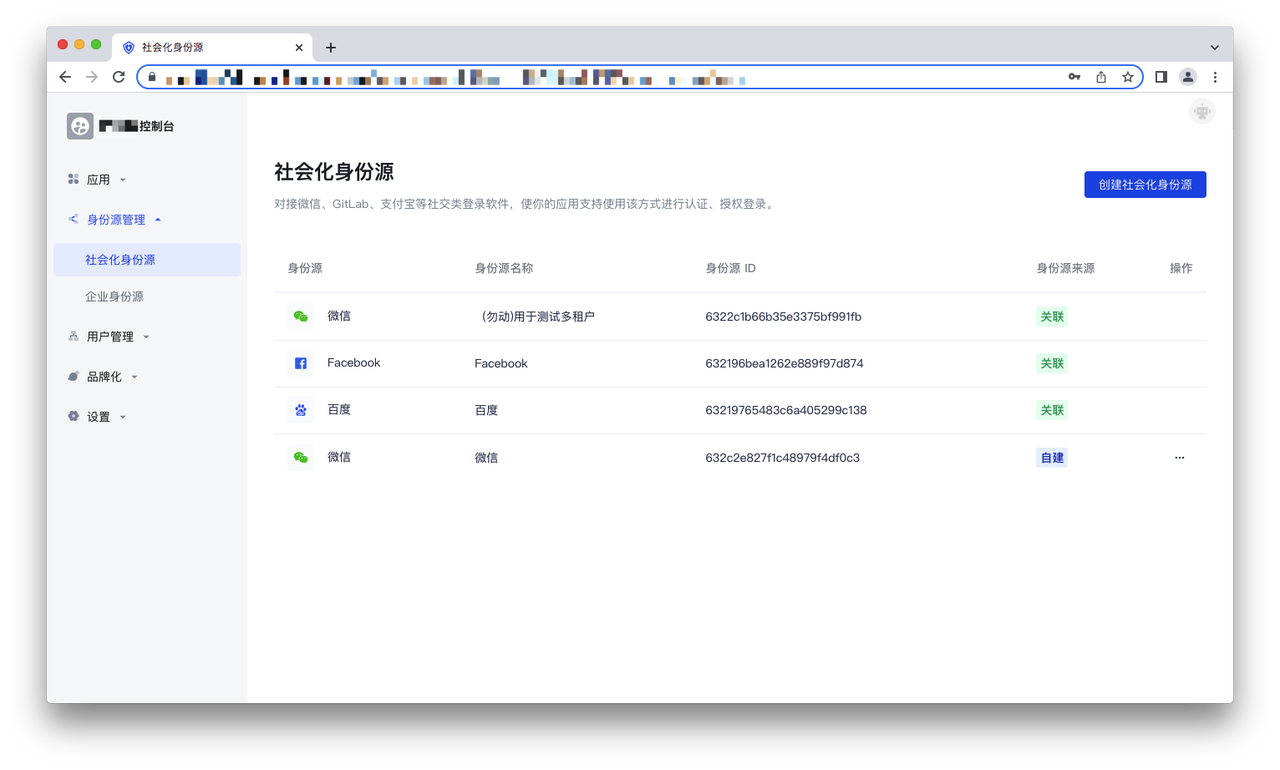 社会化身份源
控制台
应用
身份源管理
社会化身份源
企业身份源
用户管理
品牌化
设置
社会化身份源
创建社会化身份源
对接微信、GitLab、支付宝等社交类登录软件，使你的应用支持使用该方式进行认证、授权登录。
身份源 身份源名称 身份源 ID 身份源来源 操作
微信 （勿动)用于测试多租户 6322c1b66b35e3375bf991fb 关联
Facebook Facebook 632196bea1262e889f97d874 关联
百度 百度 63219765483c6a405299c138 关联
微信 微信 632c2e827f1c48979f4df0c3 自建 ···